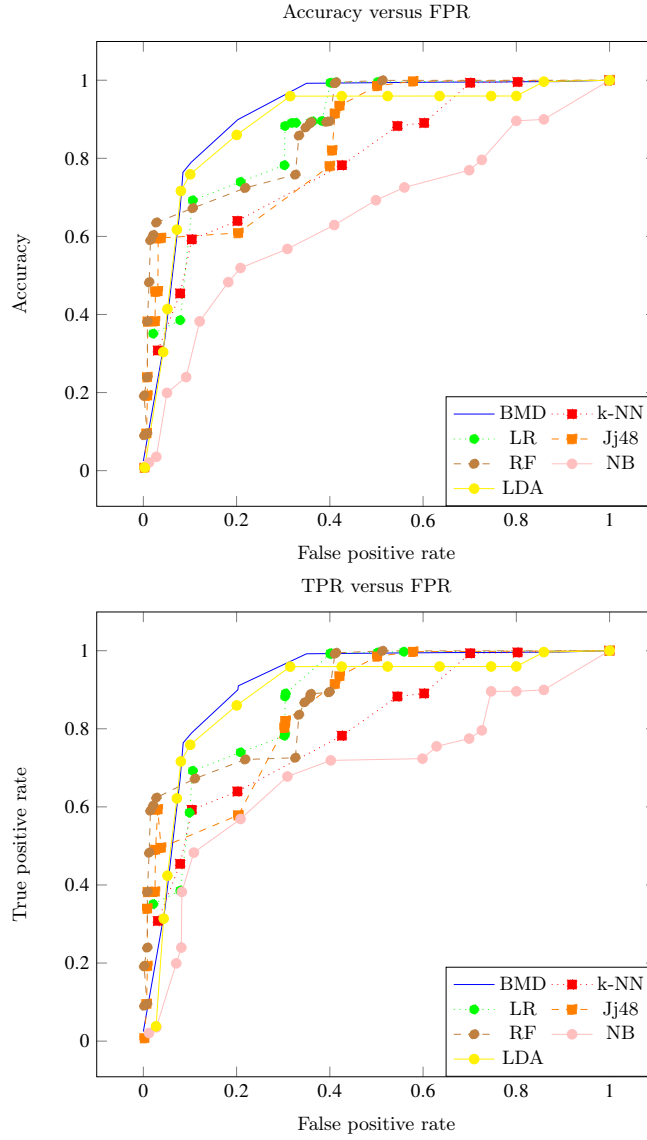 Accuracy versus FPR
1
0.8
0.6
0.4
0.2
0
Accuracy
BMD k-NN
LR Jj48
RF NB
LDA
0 0.2 0.4 0.6 0.8 1
False positive rate
TPR versus FPR
1
0.8
0.6
0.4
0.2
0
True positive rate
BMD k-NN
LR Jj48
RF NB
LDA
0 0.2 0.4 0.6 0.8 1
False positive rate